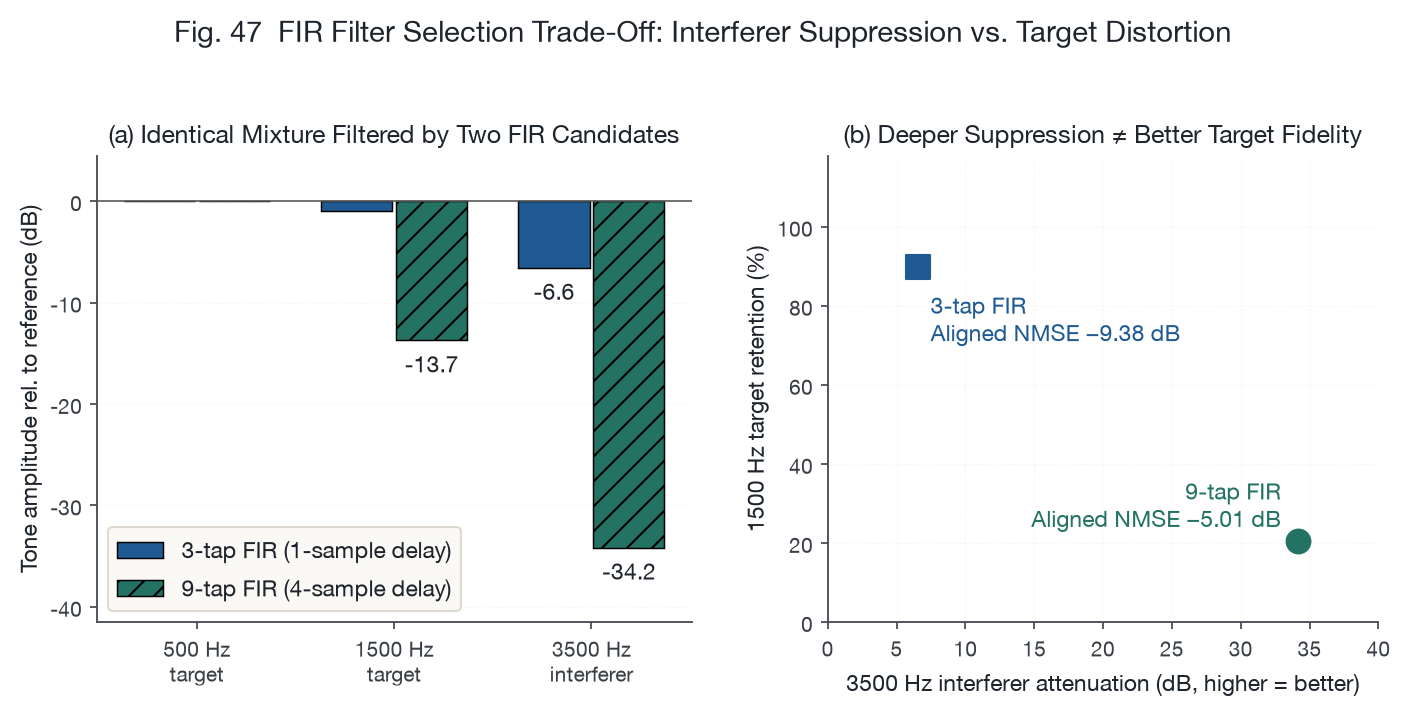 Fig. 47  FIR Filter Selection Trade-Off: Interferer Suppression vs. Target Distortion
(a) Identical Mixture Filtered by Two FIR Candidates
Tone amplitude rel. to reference (dB)
0
-10
-20
-30
-40
-13.7
-6.6
-34.2
3-tap FIR (1-sample delay)
9-tap FIR (4-sample delay)
500 Hz
target
1500 Hz
target
3500 Hz
interferer
(b) Deeper Suppression ≠ Better Target Fidelity
1500 Hz target retention (%)
100
80
60
40
20
0
3-tap FIR
Aligned NMSE −9.38 dB
9-tap FIR
Aligned NMSE −5.01 dB
0 5 10 15 20 25 30 35 40
3500 Hz interferer attenuation (dB, higher = better)